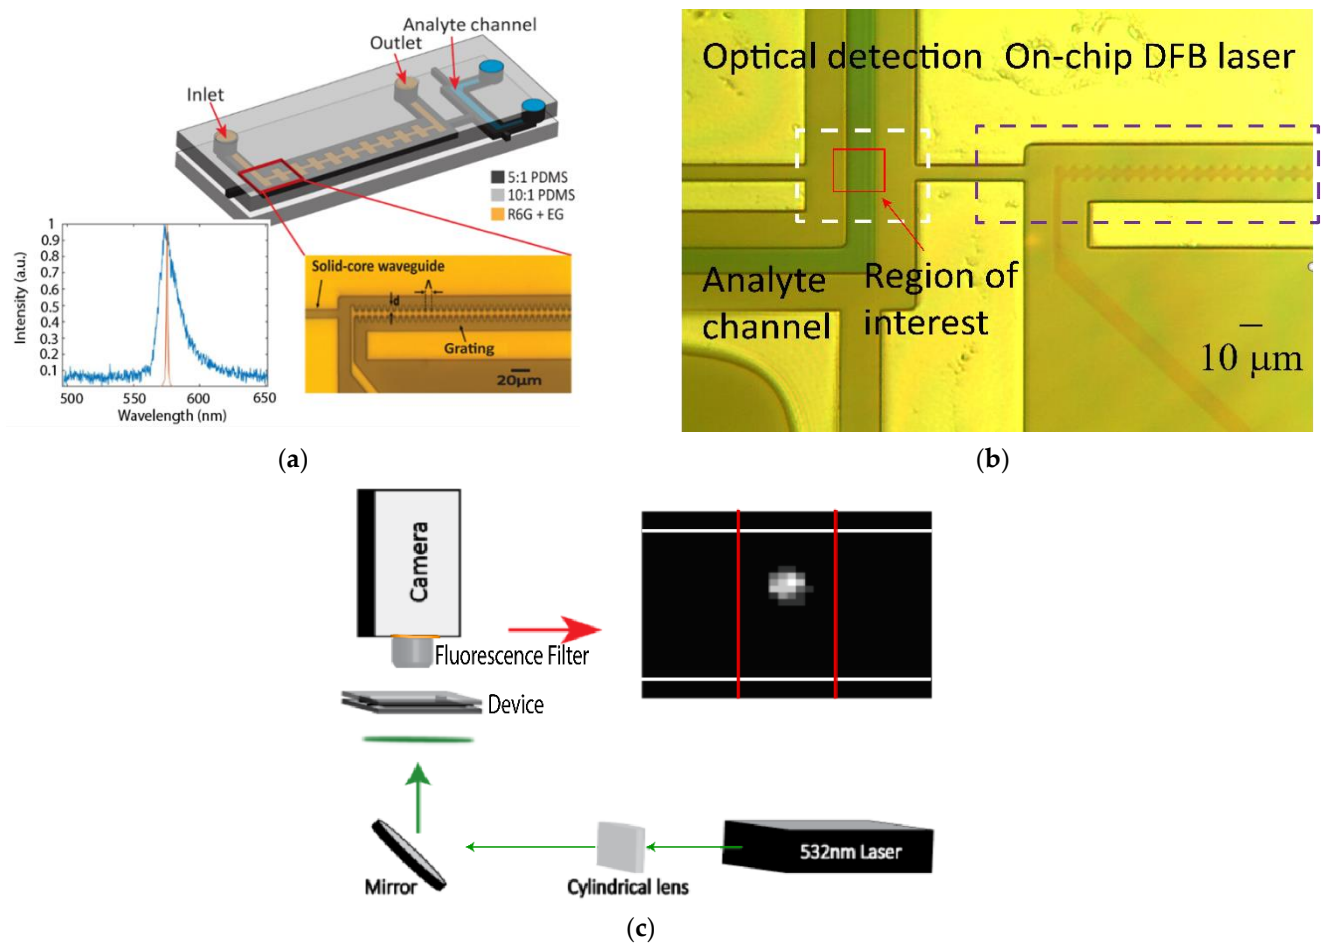 Analyte channel
Outlet
Inlet
5:1 PDMS
10:1 PDMS
R6G + EG
1
0.9
0.8
0.7
0.6
0.5
0.4
0.3
0.2
0.1
Intensity (a.u.)
500 550 600 650
Wavelength (nm)
Solid-core waveguide
Λ
d
Grating
20μm
(a)
Optical detection
On-chip DFB laser
Analyte
channel
Region of
interest
10 μm
(b)
Camera
Fluorescence Filter
Device
Mirror
Cylindrical lens
532nm Laser
(c)